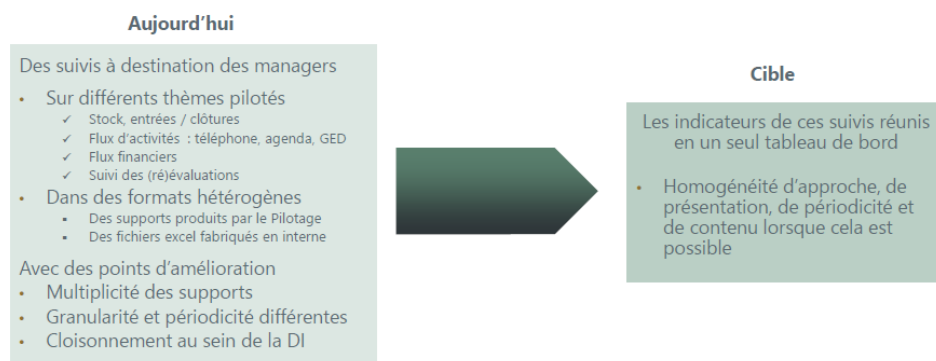 Aujourd'hui
Des suivis à destination des managers
• Sur différents thèmes pilotés
✓ Stock, entrées / clôtures
✓ Flux d'activités : téléphone, agenda, GED
✓ Flux financiers
✓ Suivi des (ré)évaluations
• Dans des formats hétérogènes
▪ Des supports produits par le Pilotage
▪ Des fichiers excel fabriqués en interne
Avec des points d'amélioration
• Multiplicité des supports
• Granularité et périodicité différentes
• Cloisonnement au sein de la DI
Cible
Les indicateurs de ces suivis réunis
en un seul tableau de bord
• Homogénéité d'approche, de
présentation, de périodicité et
de contenu lorsque cela est
possible